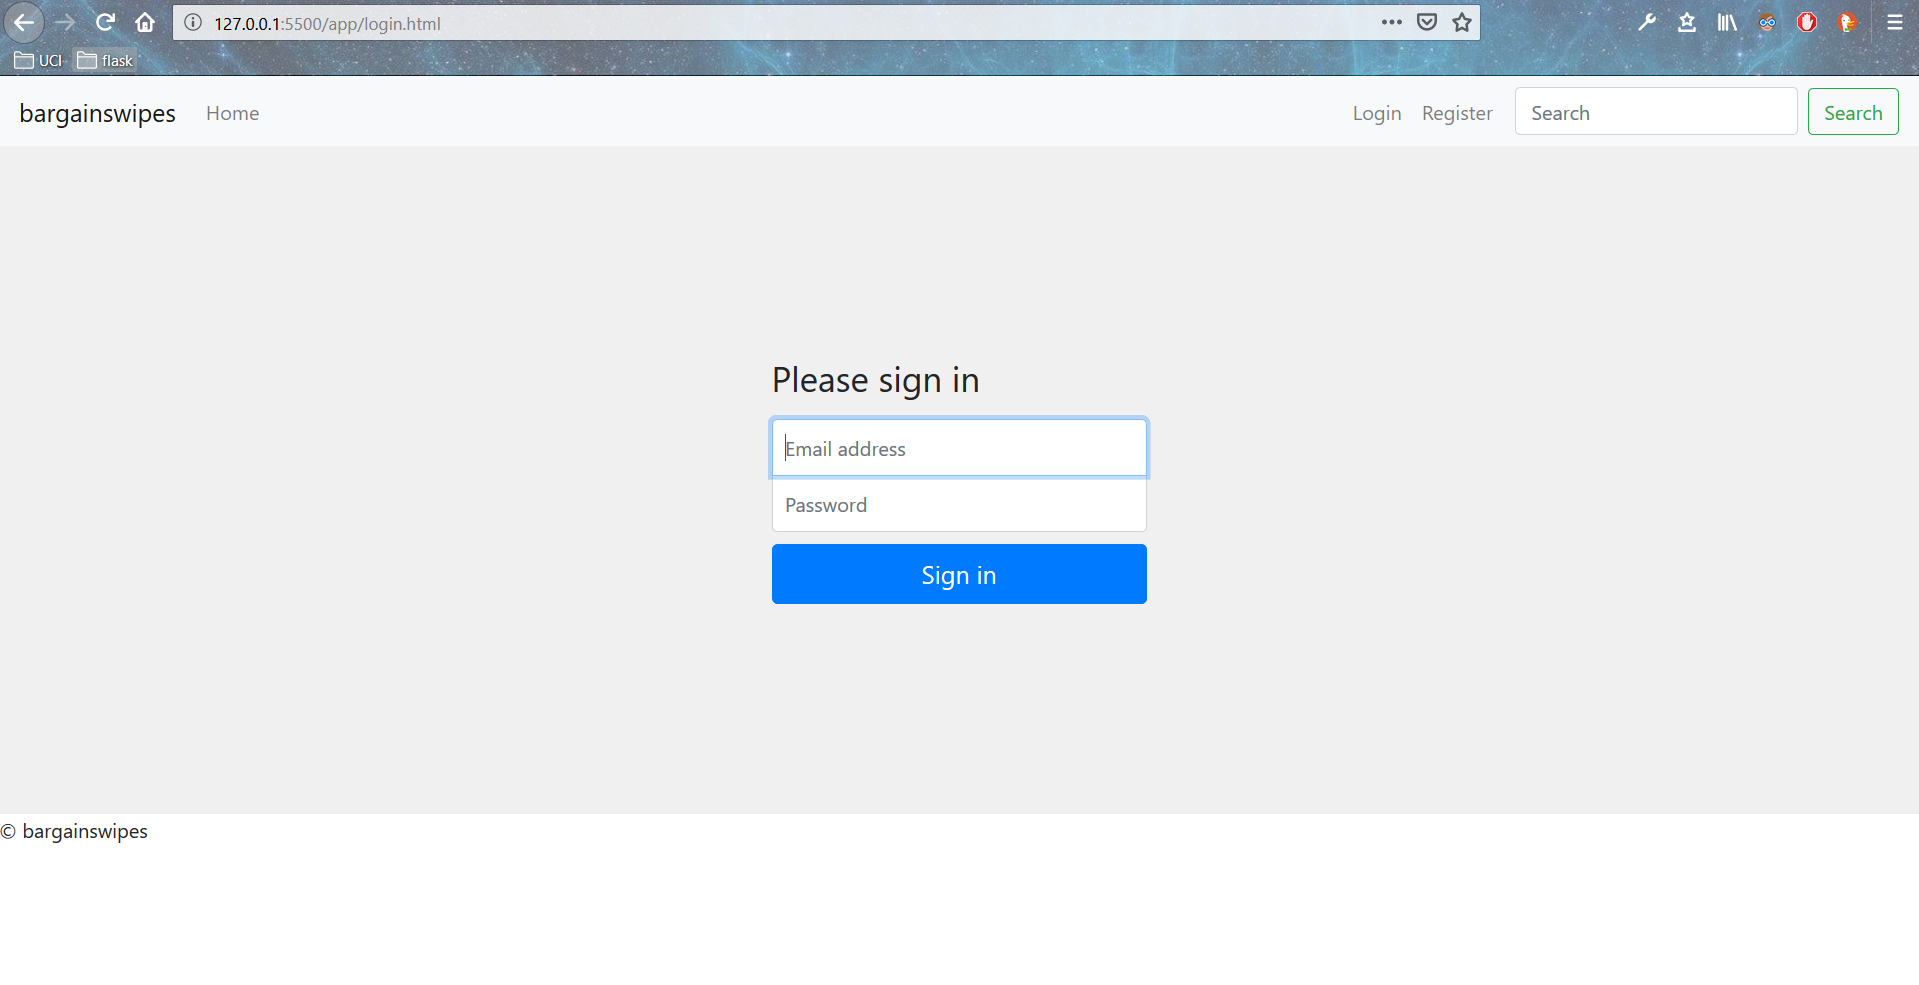 127.0.0.1:5500/app/login.html
UCI flask
bargainswipes Home Login Register Search Search
Please sign in
Email address
Password
Sign in
© bargainswipes